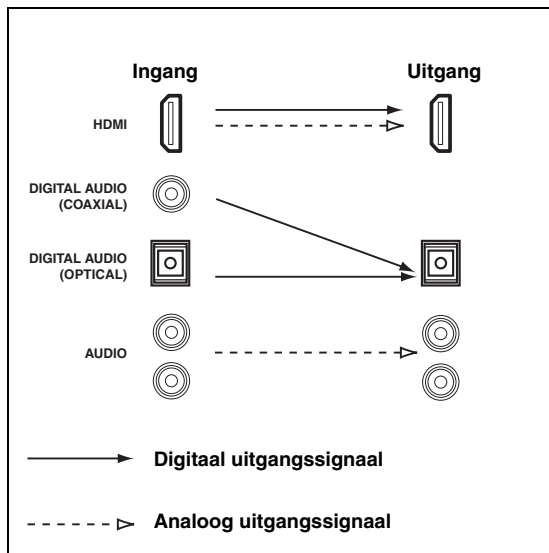 Ingang
Uitgang
HDMI
DIGITAL AUDIO
(COAXIAL)
DIGITAL AUDIO
(OPTICAL)
AUDIO
Digitaal uitgangssignaal
Analoog uitgangssignaal